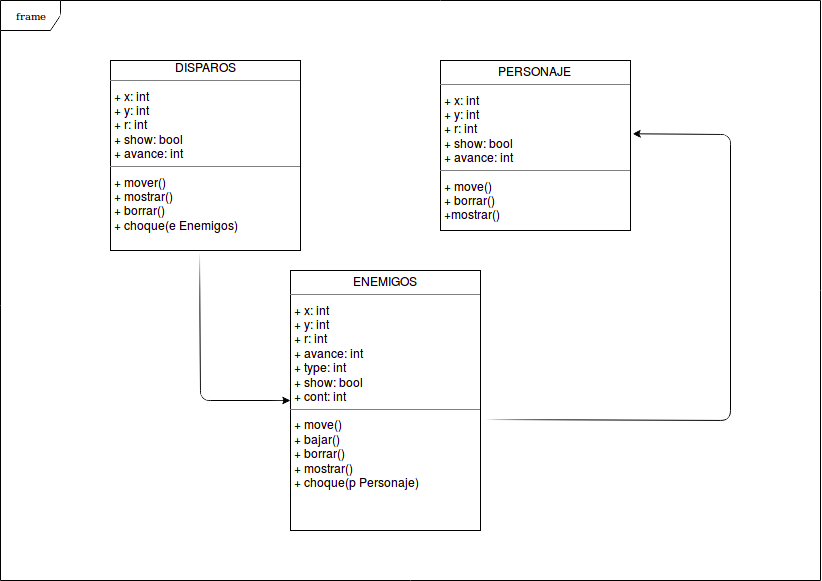 frame
DISPAROS
+ x: int
+ y: int
+ r: int
+ show: bool
+ avance: int
+ mover()
+ mostrar()
+ borrar()
+ choque(e Enemigos)
PERSONAJE
+ x: int
+ y: int
+ r: int
+ show: bool
+ avance: int
+ move()
+ borrar()
+mostrar()
ENEMIGOS
+ x: int
+ y: int
+ r: int
+ avance: int
+ type: int
+ show: bool
+ cont: int
+ move()
+ bajar()
+ borrar()
+ mostrar()
+ choque(p Personaje)